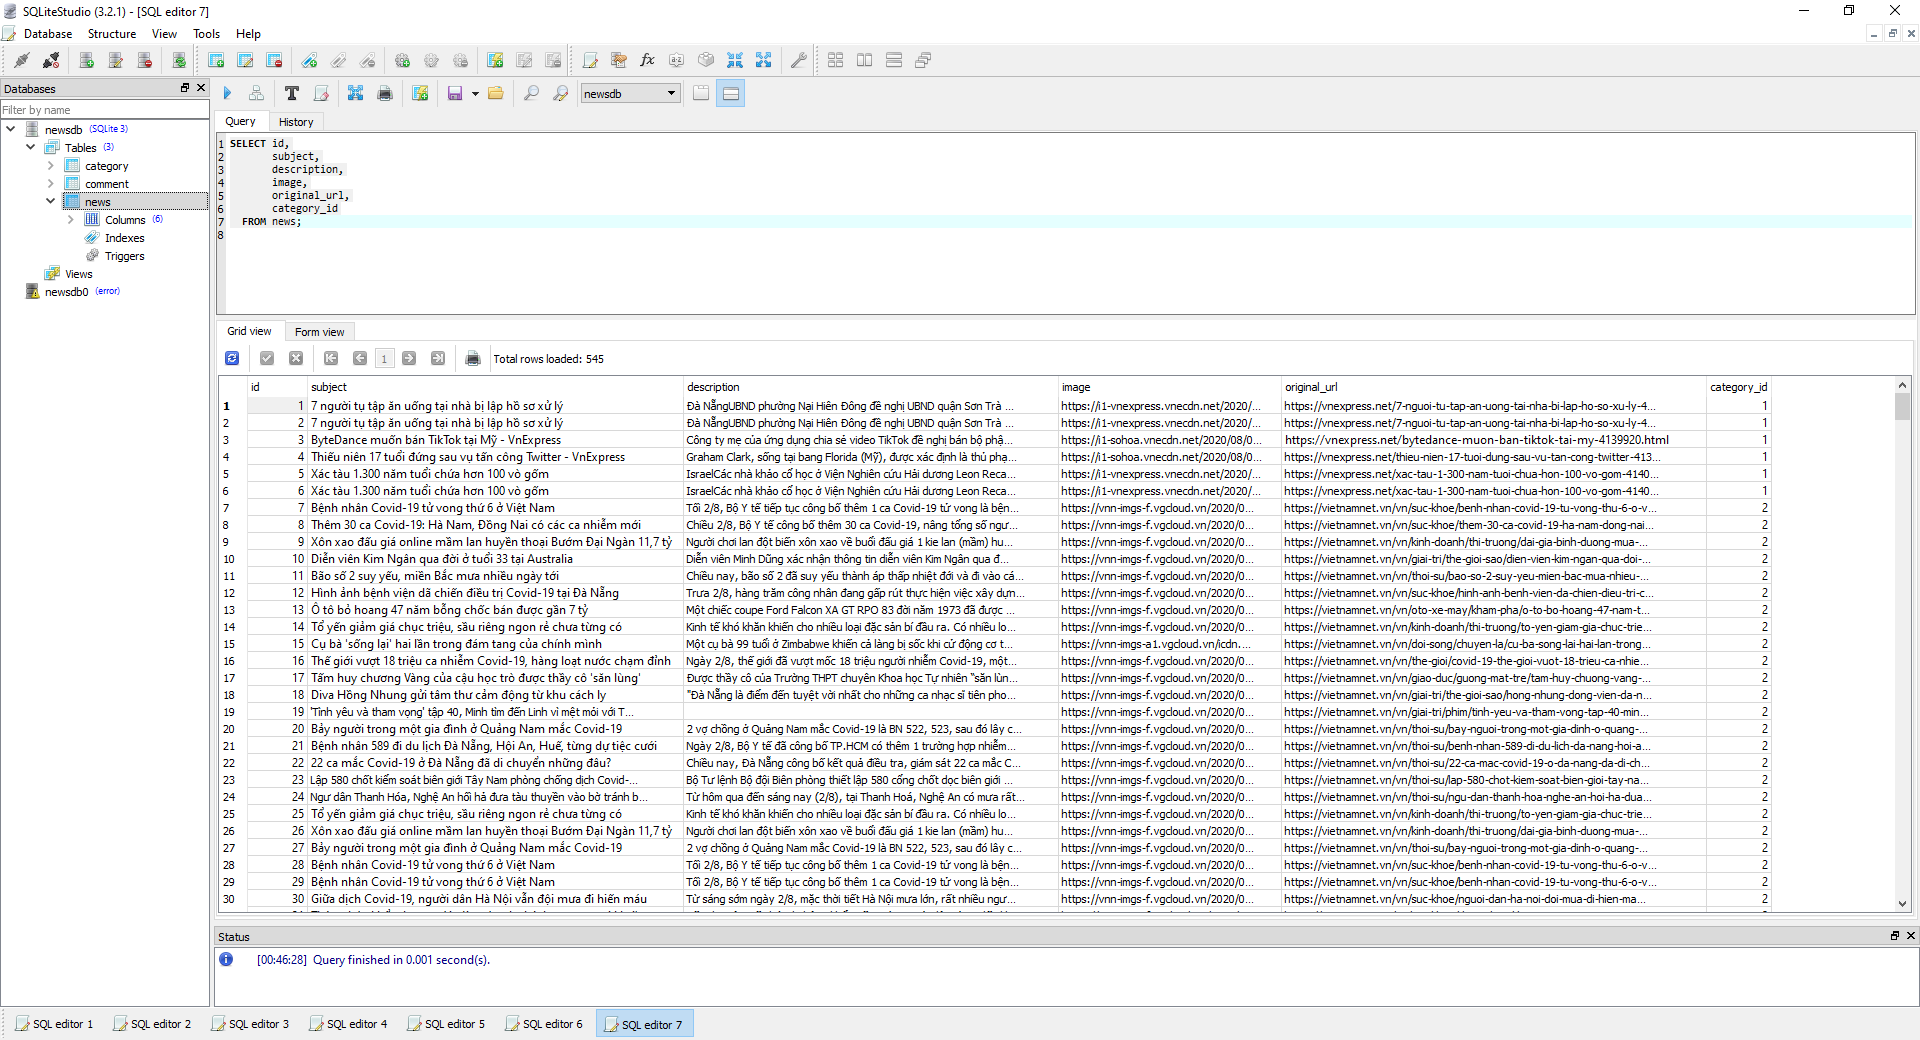 SQLiteStudio (3.2.1) - [SQL editor 7]
Database Structure View Tools Help
Databases
Filter by name
newsdb (SQLite 3)
Tables (3)
category
comment
news
Columns (6)
Indexes
Triggers
Views
newsdb0 (error)
newsdb
Query History
1 SELECT id,
2 subject,
3 description,
4 image,
5 original_url,
6 category_id
7 FROM news;
8
Grid view Form view
1 Total rows loaded: 545
id subject description image original_url category_id
1 1 7 người tụ tập ăn uống tại nhà bị lập hồ sơ xử lý Đà NẵngUBND phường Nại Hiên Đông đề nghị UBND quận Sơn Trà ... https://i1-vnexpress.vnecdn.net/2020/... https://vnexpress.net/7-nguoi-tu-tap-an-uong-tai-nha-bi-lap-ho-so-xu-ly-4... 1
2 2 7 người tụ tập ăn uống tại nhà bị lập hồ sơ xử lý Đà NẵngUBND phường Nại Hiên Đông đề nghị UBND quận Sơn Trà ... https://i1-vnexpress.vnecdn.net/2020/... https://vnexpress.net/7-nguoi-tu-tap-an-uong-tai-nha-bi-lap-ho-so-xu-ly-4... 1
3 3 ByteDance muốn bán TikTok tại Mỹ - VnExpress Công ty mẹ của ứng dụng chia sẻ video TikTok đề nghị bán bộ phậ... https://i1-sohoa.vnecdn.net/2020/08/0... https://vnexpress.net/bytedance-muon-ban-tiktok-tai-my-4139920.html 1
4 4 Thiếu niên 17 tuổi đứng sau vụ tấn công Twitter - VnExpress Graham Clark, sống tại bang Florida (Mỹ), được xác định là thủ phạ... https://i1-sohoa.vnecdn.net/2020/08/0... https://vnexpress.net/thieu-nien-17-tuoi-dung-sau-vu-tan-cong-twitter-413... 1
5 5 Xác tàu 1.300 năm tuổi chứa hơn 100 vò gốm IsraelCác nhà khảo cổ học ở Viện Nghiên cứu Hải dương Leon Reca... https://i1-vnexpress.vnecdn.net/2020/... https://vnexpress.net/xac-tau-1-300-nam-tuoi-chua-hon-100-vo-gom-4140... 1
6 6 Xác tàu 1.300 năm tuổi chứa hơn 100 vò gốm IsraelCác nhà khảo cổ học ở Viện Nghiên cứu Hải dương Leon Reca... https://i1-vnexpress.vnecdn.net/2020/... https://vnexpress.net/xac-tau-1-300-nam-tuoi-chua-hon-100-vo-gom-4140... 1
7 7 Bệnh nhân Covid-19 tử vong thứ 6 ở Việt Nam Tối 2/8, Bộ Y tế tiếp tục công bố thêm 1 ca Covid-19 tử vong là bện... https://vnn-imgs-f.vgcloud.vn/2020/0... https://vietnamnet.vn/vn/suc-khoe/benh-nhan-covid-19-tu-vong-thu-6-o-v... 2
8 8 Thêm 30 ca Covid-19: Hà Nam, Đồng Nai có các ca nhiễm mới Chiều 2/8, Bộ Y tế công bố thêm 30 ca Covid-19, nâng tổng số ngư... https://vnn-imgs-f.vgcloud.vn/2020/0... https://vietnamnet.vn/vn/suc-khoe/them-30-ca-covid-19-ha-nam-dong-nai... 2
9 9 Xôn xao đấu giá online mầm lan huyền thoại Bướm Đại Ngàn 11,7 tỷ Người chơi lan đột biến xôn xao về buổi đấu giá 1 kie lan (mầm) hu... https://vnn-imgs-f.vgcloud.vn/2020/0... https://vietnamnet.vn/vn/kinh-doanh/thi-truong/dai-gia-binh-duong-mua-... 2
10 10 Diễn viên Kim Ngân qua đời ở tuổi 33 tại Australia Diễn viên Minh Dũng xác nhận thông tin diễn viên Kim Ngân qua đ... https://vnn-imgs-f.vgcloud.vn/2020/0... https://vietnamnet.vn/vn/giai-tri/the-gioi-sao/dien-vien-kim-ngan-qua-doi-... 2
11 11 Bão số 2 suy yếu, miền Bắc mưa nhiều ngày tới Chiều nay, bão số 2 đã suy yếu thành áp thấp nhiệt đới và đi vào cá... https://vnn-imgs-f.vgcloud.vn/2020/0... https://vietnamnet.vn/vn/thoi-su/bao-so-2-suy-yeu-mien-bac-mua-nhieu-... 2
12 12 Hình ảnh bệnh viện dã chiến điều trị Covid-19 tại Đà Nẵng Trưa 2/8, hàng trăm công nhân đang gấp rút thực hiện việc xây dựn... https://vnn-imgs-f.vgcloud.vn/2020/0... https://vietnamnet.vn/vn/thoi-su/hinh-anh-benh-vien-da-chien-dieu-tri-c... 2
13 13 Ô tô bỏ hoang 47 năm bỗng chốc bán được gần 7 tỷ Một chiếc coupe Ford Falcon XA GT RPO 83 đời năm 1973 đã được ... https://vnn-imgs-f.vgcloud.vn/2020/0... https://vietnamnet.vn/vn/oto-xe-may/kham-pha/o-to-bo-hoang-47-nam-t... 2
14 14 Tổ yến giảm giá chục triệu, sầu riêng ngon rẻ chưa từng có Kinh tế khó khăn khiến cho nhiều loại đặc sản bí đầu ra. Có nhiều lo... https://vnn-imgs-f.vgcloud.vn/2020/0... https://vietnamnet.vn/vn/kinh-doanh/thi-truong/to-yen-giam-gia-chuc-trie... 2
15 15 Cụ bà 'sống lại' hai lần trong đám tang của chính mình Một cụ bà 99 tuổi ở Zimbabwe khiến cả làng bị sốc khi cử động cơ t... https://vnn-imgs-a1.vgcloud.vn/icdn.... https://vietnamnet.vn/vn/doi-song/chuyen-la/cu-ba-song-lai-hai-lan-trong... 2
16 16 Thế giới vượt 18 triệu ca nhiễm Covid-19, hàng loạt nước chạm đỉnh Ngày 2/8, thế giới đã vượt mốc 18 triệu người nhiễm Covid-19, một... https://vnn-imgs-f.vgcloud.vn/2020/0... https://vietnamnet.vn/vn/the-gioi/covid-19-the-gioi-vuot-18-trieu-ca-nhie... 2
17 17 Tấm huy chương Vàng của cậu học trò được thầy cô 'săn lùng' Được thầy cô của Trường THPT chuyên Khoa học Tự nhiên “săn lùn... https://vnn-imgs-f.vgcloud.vn/2020/0... https://vietnamnet.vn/vn/giao-duc/guong-mat-tre/tam-huy-chuong-vang-... 2
18 18 Diva Hồng Nhung gửi tâm thư cảm động từ khu cách ly "Đà Nẵng là điểm đến tuyệt vời nhất cho những ca nhạc sĩ tiên pho... https://vnn-imgs-f.vgcloud.vn/2020/0... https://vietnamnet.vn/vn/giai-tri/the-gioi-sao/hong-nhung-dong-vien-da-n... 2
19 19 'Tình yêu và tham vọng' tập 40, Minh tìm đến Linh vì mệt mỏi với T... https://vnn-imgs-f.vgcloud.vn/2020/0... https://vietnamnet.vn/vn/giai-tri/phim/tinh-yeu-va-tham-vong-tap-40-min... 2
20 20 Bảy người trong một gia đình ở Quảng Nam mắc Covid-19 2 vợ chồng ở Quảng Nam mắc Covid-19 là BN 522, 523, sau đó lây c... https://vnn-imgs-f.vgcloud.vn/2020/0... https://vietnamnet.vn/vn/thoi-su/bay-nguoi-trong-mot-gia-dinh-o-quang-... 2
21 21 Bệnh nhân 589 đi du lịch Đà Nẵng, Hội An, Huế, từng dự tiệc cưới Ngày 2/8, Bộ Y tế đã công bố TP.HCM có thêm 1 trường hợp nhiễm... https://vnn-imgs-f.vgcloud.vn/2020/0... https://vietnamnet.vn/vn/thoi-su/benh-nhan-589-di-du-lich-da-nang-hoi-a... 2
22 22 22 ca mắc Covid-19 ở Đà Nẵng đã di chuyển những đâu? Chiều nay, Đà Nẵng công bố kết quả điều tra, giám sát 22 ca mắc C... https://vnn-imgs-f.vgcloud.vn/2020/0... https://vietnamnet.vn/vn/thoi-su/22-ca-mac-covid-19-o-da-nang-da-di-ch... 2
23 23 Lập 580 chốt kiểm soát biên giới Tây Nam phòng chống dịch Covid-... Bộ Tư lệnh Bộ đội Biên phòng thiết lập 580 cổng chốt dọc biên giới ... https://vnn-imgs-f.vgcloud.vn/2020/0... https://vietnamnet.vn/vn/thoi-su/lap-580-chot-kiem-soat-bien-gioi-tay-na... 2
24 24 Ngư dân Thanh Hóa, Nghệ An hối hả đưa tàu thuyền vào bờ tránh b... Từ hôm qua đến sáng nay (2/8), tại Thanh Hoá, Nghệ An có mưa rất... https://vnn-imgs-f.vgcloud.vn/2020/0... https://vietnamnet.vn/vn/thoi-su/ngu-dan-thanh-hoa-nghe-an-hoi-ha-dua... 2
25 25 Tổ yến giảm giá chục triệu, sầu riêng ngon rẻ chưa từng có Kinh tế khó khăn khiến cho nhiều loại đặc sản bí đầu ra. Có nhiều lo... https://vnn-imgs-f.vgcloud.vn/2020/0... https://vietnamnet.vn/vn/kinh-doanh/thi-truong/to-yen-giam-gia-chuc-trie... 2
26 26 Xôn xao đấu giá online mầm lan huyền thoại Bướm Đại Ngàn 11,7 tỷ Người chơi lan đột biến xôn xao về buổi đấu giá 1 kie lan (mầm) hu... https://vnn-imgs-f.vgcloud.vn/2020/0... https://vietnamnet.vn/vn/kinh-doanh/thi-truong/dai-gia-binh-duong-mua-... 2
27 27 Bảy người trong một gia đình ở Quảng Nam mắc Covid-19 2 vợ chồng ở Quảng Nam mắc Covid-19 là BN 522, 523, sau đó lây c... https://vnn-imgs-f.vgcloud.vn/2020/0... https://vietnamnet.vn/vn/thoi-su/bay-nguoi-trong-mot-gia-dinh-o-quang-... 2
28 28 Bệnh nhân Covid-19 tử vong thứ 6 ở Việt Nam Tối 2/8, Bộ Y tế tiếp tục công bố thêm 1 ca Covid-19 tử vong là bện... https://vnn-imgs-f.vgcloud.vn/2020/0... https://vietnamnet.vn/vn/suc-khoe/benh-nhan-covid-19-tu-vong-thu-6-o-v... 2
29 29 Bệnh nhân Covid-19 tử vong thứ 6 ở Việt Nam Tối 2/8, Bộ Y tế tiếp tục công bố thêm 1 ca Covid-19 tử vong là bện... https://vnn-imgs-f.vgcloud.vn/2020/0... https://vietnamnet.vn/vn/suc-khoe/benh-nhan-covid-19-tu-vong-thu-6-o-v... 2
30 30 Giữa dịch Covid-19, người dân Hà Nội vẫn đội mưa đi hiến máu Từ sáng sớm ngày 2/8, mặc thời tiết Hà Nội mưa lớn, rất nhiều ngư... https://vnn-imgs-f.vgcloud.vn/2020/0... https://vietnamnet.vn/vn/suc-khoe/nguoi-dan-ha-noi-doi-mua-di-hien-ma... 2
Status
[00:46:28] Query finished in 0.001 second(s).
SQL editor 1 SQL editor 2 SQL editor 3 SQL editor 4 SQL editor 5 SQL editor 6 SQL editor 7